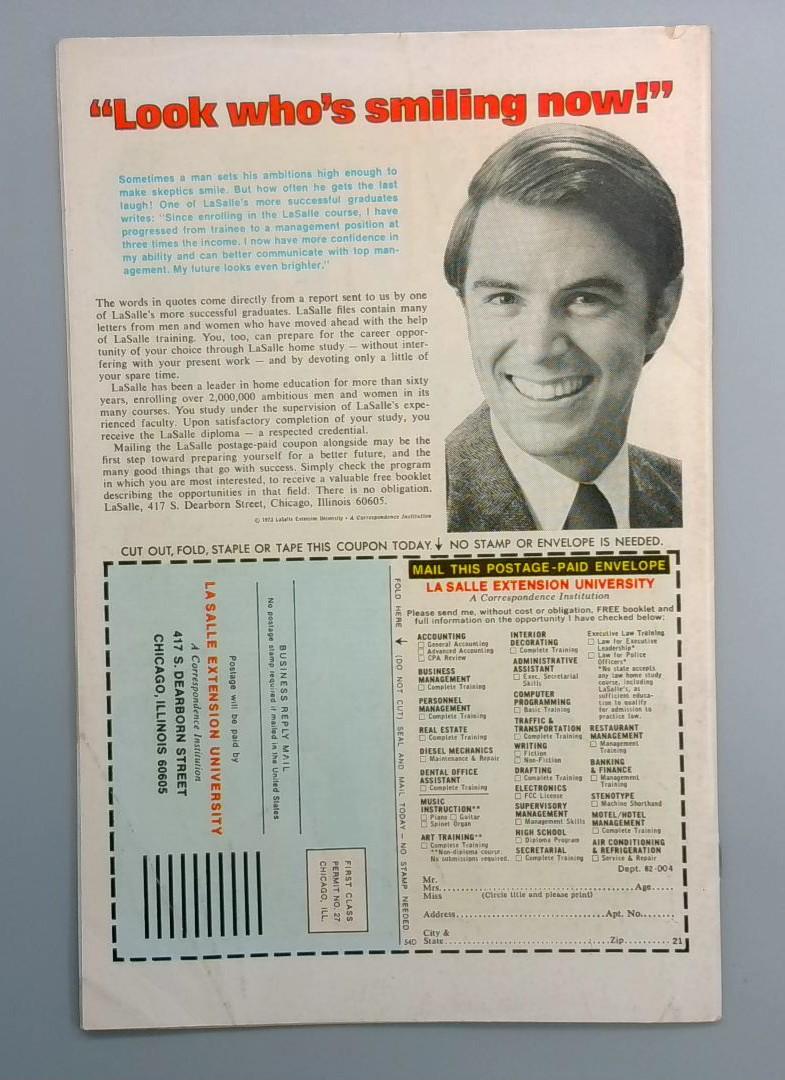 “Look who's smiling now!”
Sometimes a man sets his ambitions high enough to
make skeptics smile. But how often he gets the last
laugh! One of LaSalle's more successful graduates
writes: "Since enrolling in the LaSalle course, I have
progressed from trainee to a management position at
three times the income. I now have more confidence in
my ability and can better communicate with top man-
agement. My future looks even brighter."
The words in quotes come directly from a report sent to us by one
of LaSalle's more successful graduates. LaSalle files contain many
letters from men and women who have moved ahead with the help
of LaSalle training. You, too, can prepare for the career oppor-
tunity of your choice through LaSalle home study — without inter-
fering with your present work — and by devoting only a little of
your spare time.
LaSalle has been a leader in home education for more than sixty
years, enrolling over 2,000,000 ambitious men and women in its
many courses. You study under the supervision of LaSalle's expe-
rienced faculty. Upon satisfactory completion of your study, you
receive the LaSalle diploma — a respected credential.
Mailing the LaSalle postage-paid coupon alongside may be the
first step toward preparing yourself for a better future, and the
many good things that go with success. Simply check the program
in which you are most interested, to receive a valuable free booklet
describing the opportunities in that field. There is no obligation.
LaSalle, 417 S. Dearborn Street, Chicago, Illinois 60605.
© 1973 LaSalle Extension University • A Correspondence Institution
CUT OUT, FOLD, STAPLE OR TAPE THIS COUPON TODAY. ↓ NO STAMP OR ENVELOPE IS NEEDED.
FIRST CLASS
PERMIT NO. 27
CHICAGO, ILL.
BUSINESS REPLY MAIL
No postage stamp required if mailed in the United States
Postage will be paid by
LA SALLE EXTENSION UNIVERSITY
A Correspondence Institution
417 S. DEARBORN STREET
CHICAGO, ILLINOIS 60605
FOLD HERE → (DO NOT CUT) SEAL AND MAIL TODAY — NO STAMP NEEDED
MAIL THIS POSTAGE-PAID ENVELOPE
LA SALLE EXTENSION UNIVERSITY
A Correspondence Institution
Please send me, without cost or obligation, FREE booklet and
full information on the opportunity I have checked below:
ACCOUNTING
□ General Accounting
□ Advanced Accounting
□ CPA Review
BUSINESS
MANAGEMENT
□ Complete Training
PERSONNEL
MANAGEMENT
□ Complete Training
REAL ESTATE
□ Complete Training
DIESEL MECHANICS
□ Maintenance & Repair
DENTAL OFFICE
ASSISTANT
□ Complete Training
MUSIC
INSTRUCTION**
□ Piano □ Guitar
□ Spinet Organ
ART TRAINING**
□ Complete Training
**Non-diploma course.
No submissions required.
INTERIOR
DECORATING
□ Complete Training
ADMINISTRATIVE
ASSISTANT
□ Exec. Secretarial
Skills
COMPUTER
PROGRAMMING
□ Basic Training
TRAFFIC &
TRANSPORTATION
□ Complete Training
WRITING
□ Fiction
□ Non-Fiction
DRAFTING
□ Complete Training
ELECTRONICS
□ FCC License
SUPERVISORY
MANAGEMENT
□ Management Skills
HIGH SCHOOL
□ Diploma Program
SECRETARIAL
□ Complete Training
Executive Law Training
□ Law for Executive
Leadership*
□ Law for Police
Officers*
*No state accepts
any law home study
course, including
LaSalle's, as
sufficient educa-
tion to qualify
for admission to
practice law.
RESTAURANT
MANAGEMENT
□ Management
Training
BANKING
& FINANCE
□ Management
Training
STENOTYPE
□ Machine Shorthand
MOTEL/HOTEL
MANAGEMENT
□ Complete Training
AIR CONDITIONING
& REFRIGERATION
□ Service & Repair
Dept. 82-004
Mr.
Mrs. Age
Miss (Circle title and please print)
Address Apt. No.
City &
State Zip 21
54D